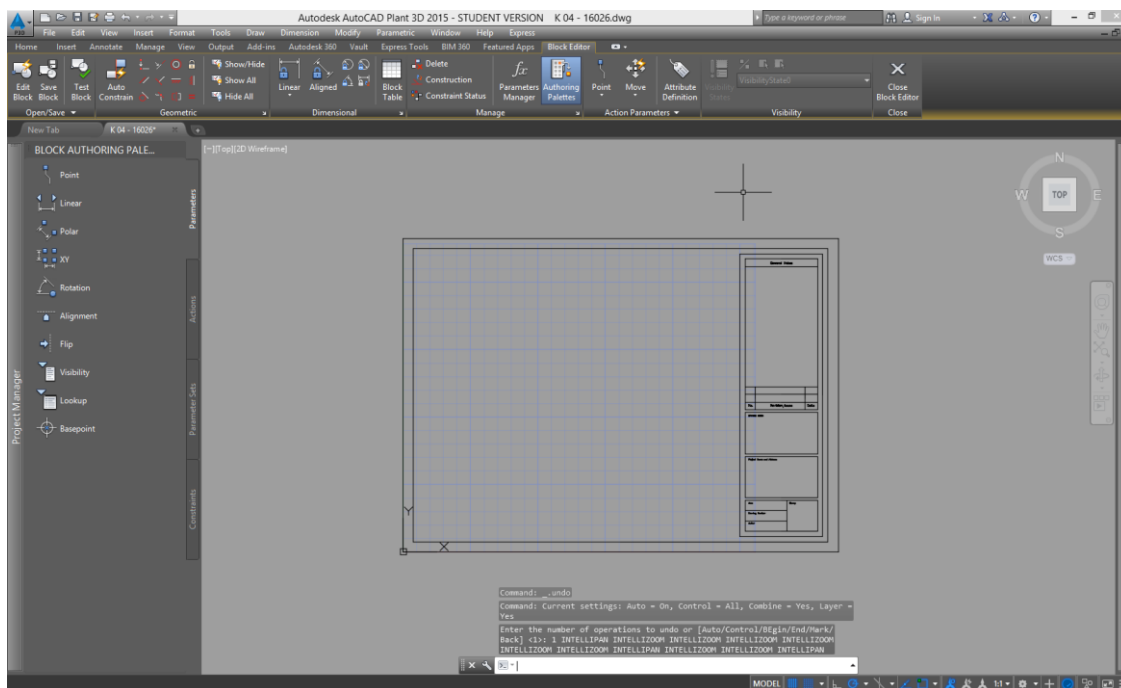 Autodesk AutoCAD Plant 3D 2015 - STUDENT VERSION K 04 - 16026.dwg
Type a keyword or phrase
Sign In
P3D
File Edit View Insert Format Tools Draw Dimension Modify Parametric Window Help Express
Home Insert Annotate Manage View Output Add-ins Autodesk 360 Vault Express Tools BIM 360 Featured Apps Block Editor
Edit Block
Save Block
Test Block
Auto Constrain
Show/Hide
Show All
Hide All
Linear
Aligned
Block Table
Delete
Construction
Constraint Status
Parameters Manager
Authoring Palettes
Point
Move
Attribute Definition
Visibility States
VisibilityState0
Close Block Editor
Open/Save Geometric Dimensional Manage Action Parameters Visibility Close
New Tab K 04 - 16026*
BLOCK AUTHORING PALE...
[−][Top][2D Wireframe]
Point
Linear
Polar
XY
Rotation
Alignment
Flip
Visibility
Lookup
Basepoint
Parameters
Actions
Parameter Sets
Constraints
Project Manager
N
W TOP E
S
WCS
General Notes
Y
X
Command: _.undo
Command: Current settings: Auto = On, Control = All, Combine = Yes, Layer =
Yes
Enter the number of operations to undo or [Auto/Control/BEgin/End/Mark/
Back] <1>: 1 INTELLIPAN INTELLIZOOM INTELLIZOOM INTELLIZOOM INTELLIZOOM
INTELLIZOOM INTELLIZOOM INTELLIPAN INTELLIZOOM INTELLIZOOM INTELLIPAN
MODEL 1:1